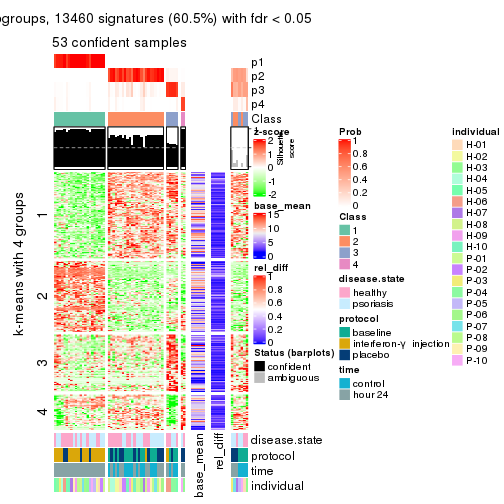 ogroups, 13460 signatures (60.5%) with fdr < 0.05
53 confident samples
p1
p2
p3
p4
Class
Silhouette score
k-means with 4 groups
1
2
3
4
base_mean
rel_diff
disease.state
protocol
time
individual
z-score
2
1
0
-1
-2
base_mean
15
10
5
0
rel_diff
1
0.8
0.6
0.4
0.2
0
Status (barplots)
confident
ambiguous
Prob
1
0.8
0.6
0.4
0.2
0
Class
1
2
3
4
disease.state
healthy
psoriasis
protocol
baseline
interferon-γ injection
placebo
time
control
hour 24
individual
H-01
H-02
H-03
H-04
H-05
H-06
H-07
H-08
H-09
H-10
P-01
P-02
P-03
P-04
P-05
P-06
P-07
P-08
P-09
P-10